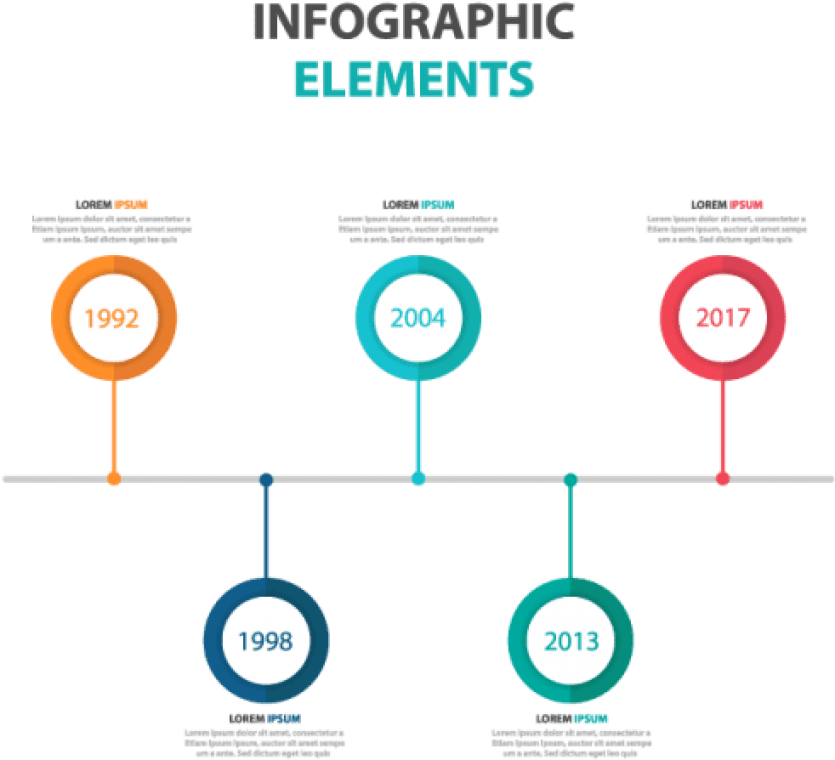 INFOGRAPHIC
ELEMENTS
LOREM IPSUM
Lorem ipsum dolor sit amet, consectetur a
Etiam ipsum ipsum, auctor sit amet sempe
um a ante. Sed dictum eget leo quis
1992
LOREM IPSUM
Lorem ipsum dolor sit amet, consectetur a
Etiam ipsum ipsum, auctor sit amet sempe
um a ante. Sed dictum eget leo quis
2004
LOREM IPSUM
Lorem ipsum dolor sit amet, consectetur a
Etiam ipsum ipsum, auctor sit amet sempe
um a ante. Sed dictum eget leo quis
2017
1998
LOREM IPSUM
Lorem ipsum dolor sit amet, consectetur a
Etiam ipsum ipsum, auctor sit amet sempe
um a ante. Sed dictum eget leo quis
2013
LOREM IPSUM
Lorem ipsum dolor sit amet, consectetur a
Etiam ipsum ipsum, auctor sit amet sempe
um a ante. Sed dictum eget leo quis